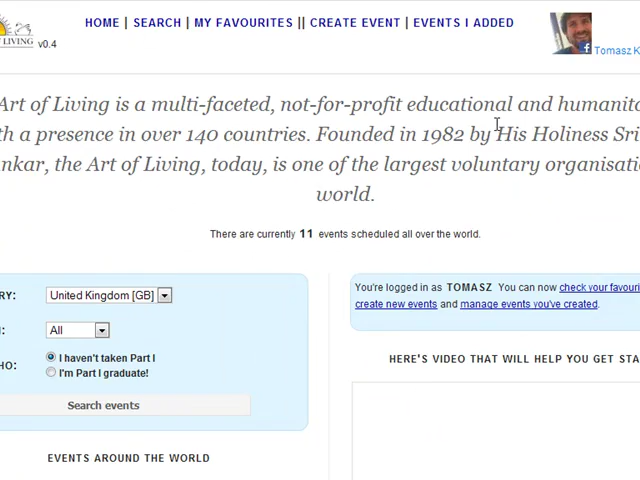 HOME | SEARCH | MY FAVOURITES || CREATE EVENT | EVENTS I ADDED
LIVING v0.4
Tomasz K
Art of Living is a multi-faceted, not-for-profit educational and humanita
th a presence in over 140 countries. Founded in 1982 by His Holiness Sri
nkar, the Art of Living, today, is one of the largest voluntary organisati
world.
There are currently 11 events scheduled all over the world.
RY: United Kingdom [GB]
: All
HO: I haven't taken Part I
I'm Part I graduate!
Search events
EVENTS AROUND THE WORLD
You're logged in as TOMASZ You can now check your favouri
create new events and manage events you've created.
HERE'S VIDEO THAT WILL HELP YOU GET STA